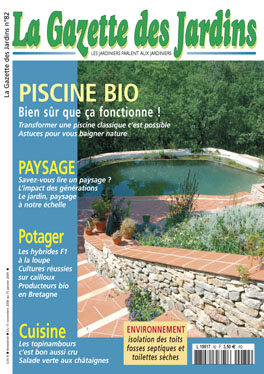 La Gazette des Jardins
LES JARDINIERS PARLENT AUX JARDINIERS
La Gazette des Jardins n°82
PISCINE BIO
Bien sûr que ça fonctionne !
Transformer une piscine classique c'est possible
Astuces pour vous baigner nature
PAYSAGE
Savez-vous lire un paysage ?
L'impact des générations
Le jardin, paysage
à notre échelle
Potager
Les hybrides F1
à la loupe
Cultures réussies
sur cailloux
Producteurs bio
en Bretagne
Cuisine
Les topinambours
c'est bon aussi cru
Salade verte aux châtaignes
ENVIRONNEMENT
isolation des toits
fosses septiques et
toilettes sèches